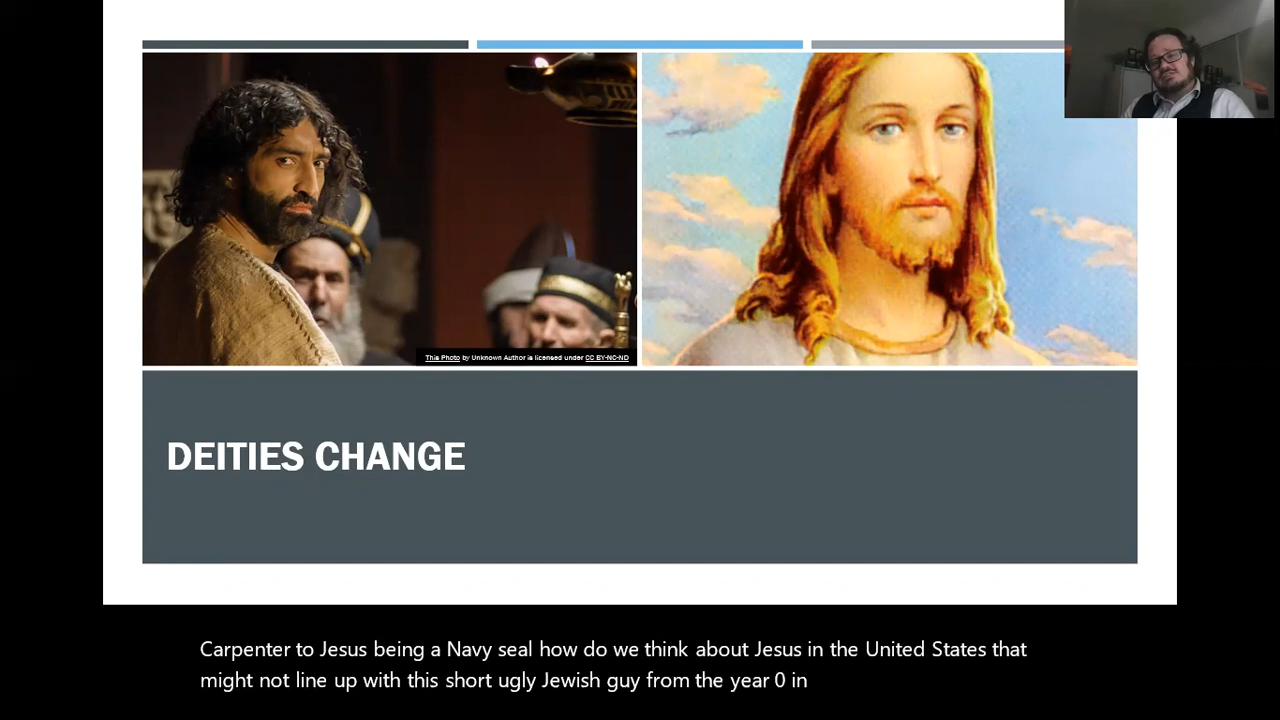 This Photo by Unknown Author is licensed under CC BY-NC-ND
DEITIES CHANGE
Carpenter to Jesus being a Navy seal how do we think about Jesus in the United States that
might not line up with this short ugly Jewish guy from the year 0 in